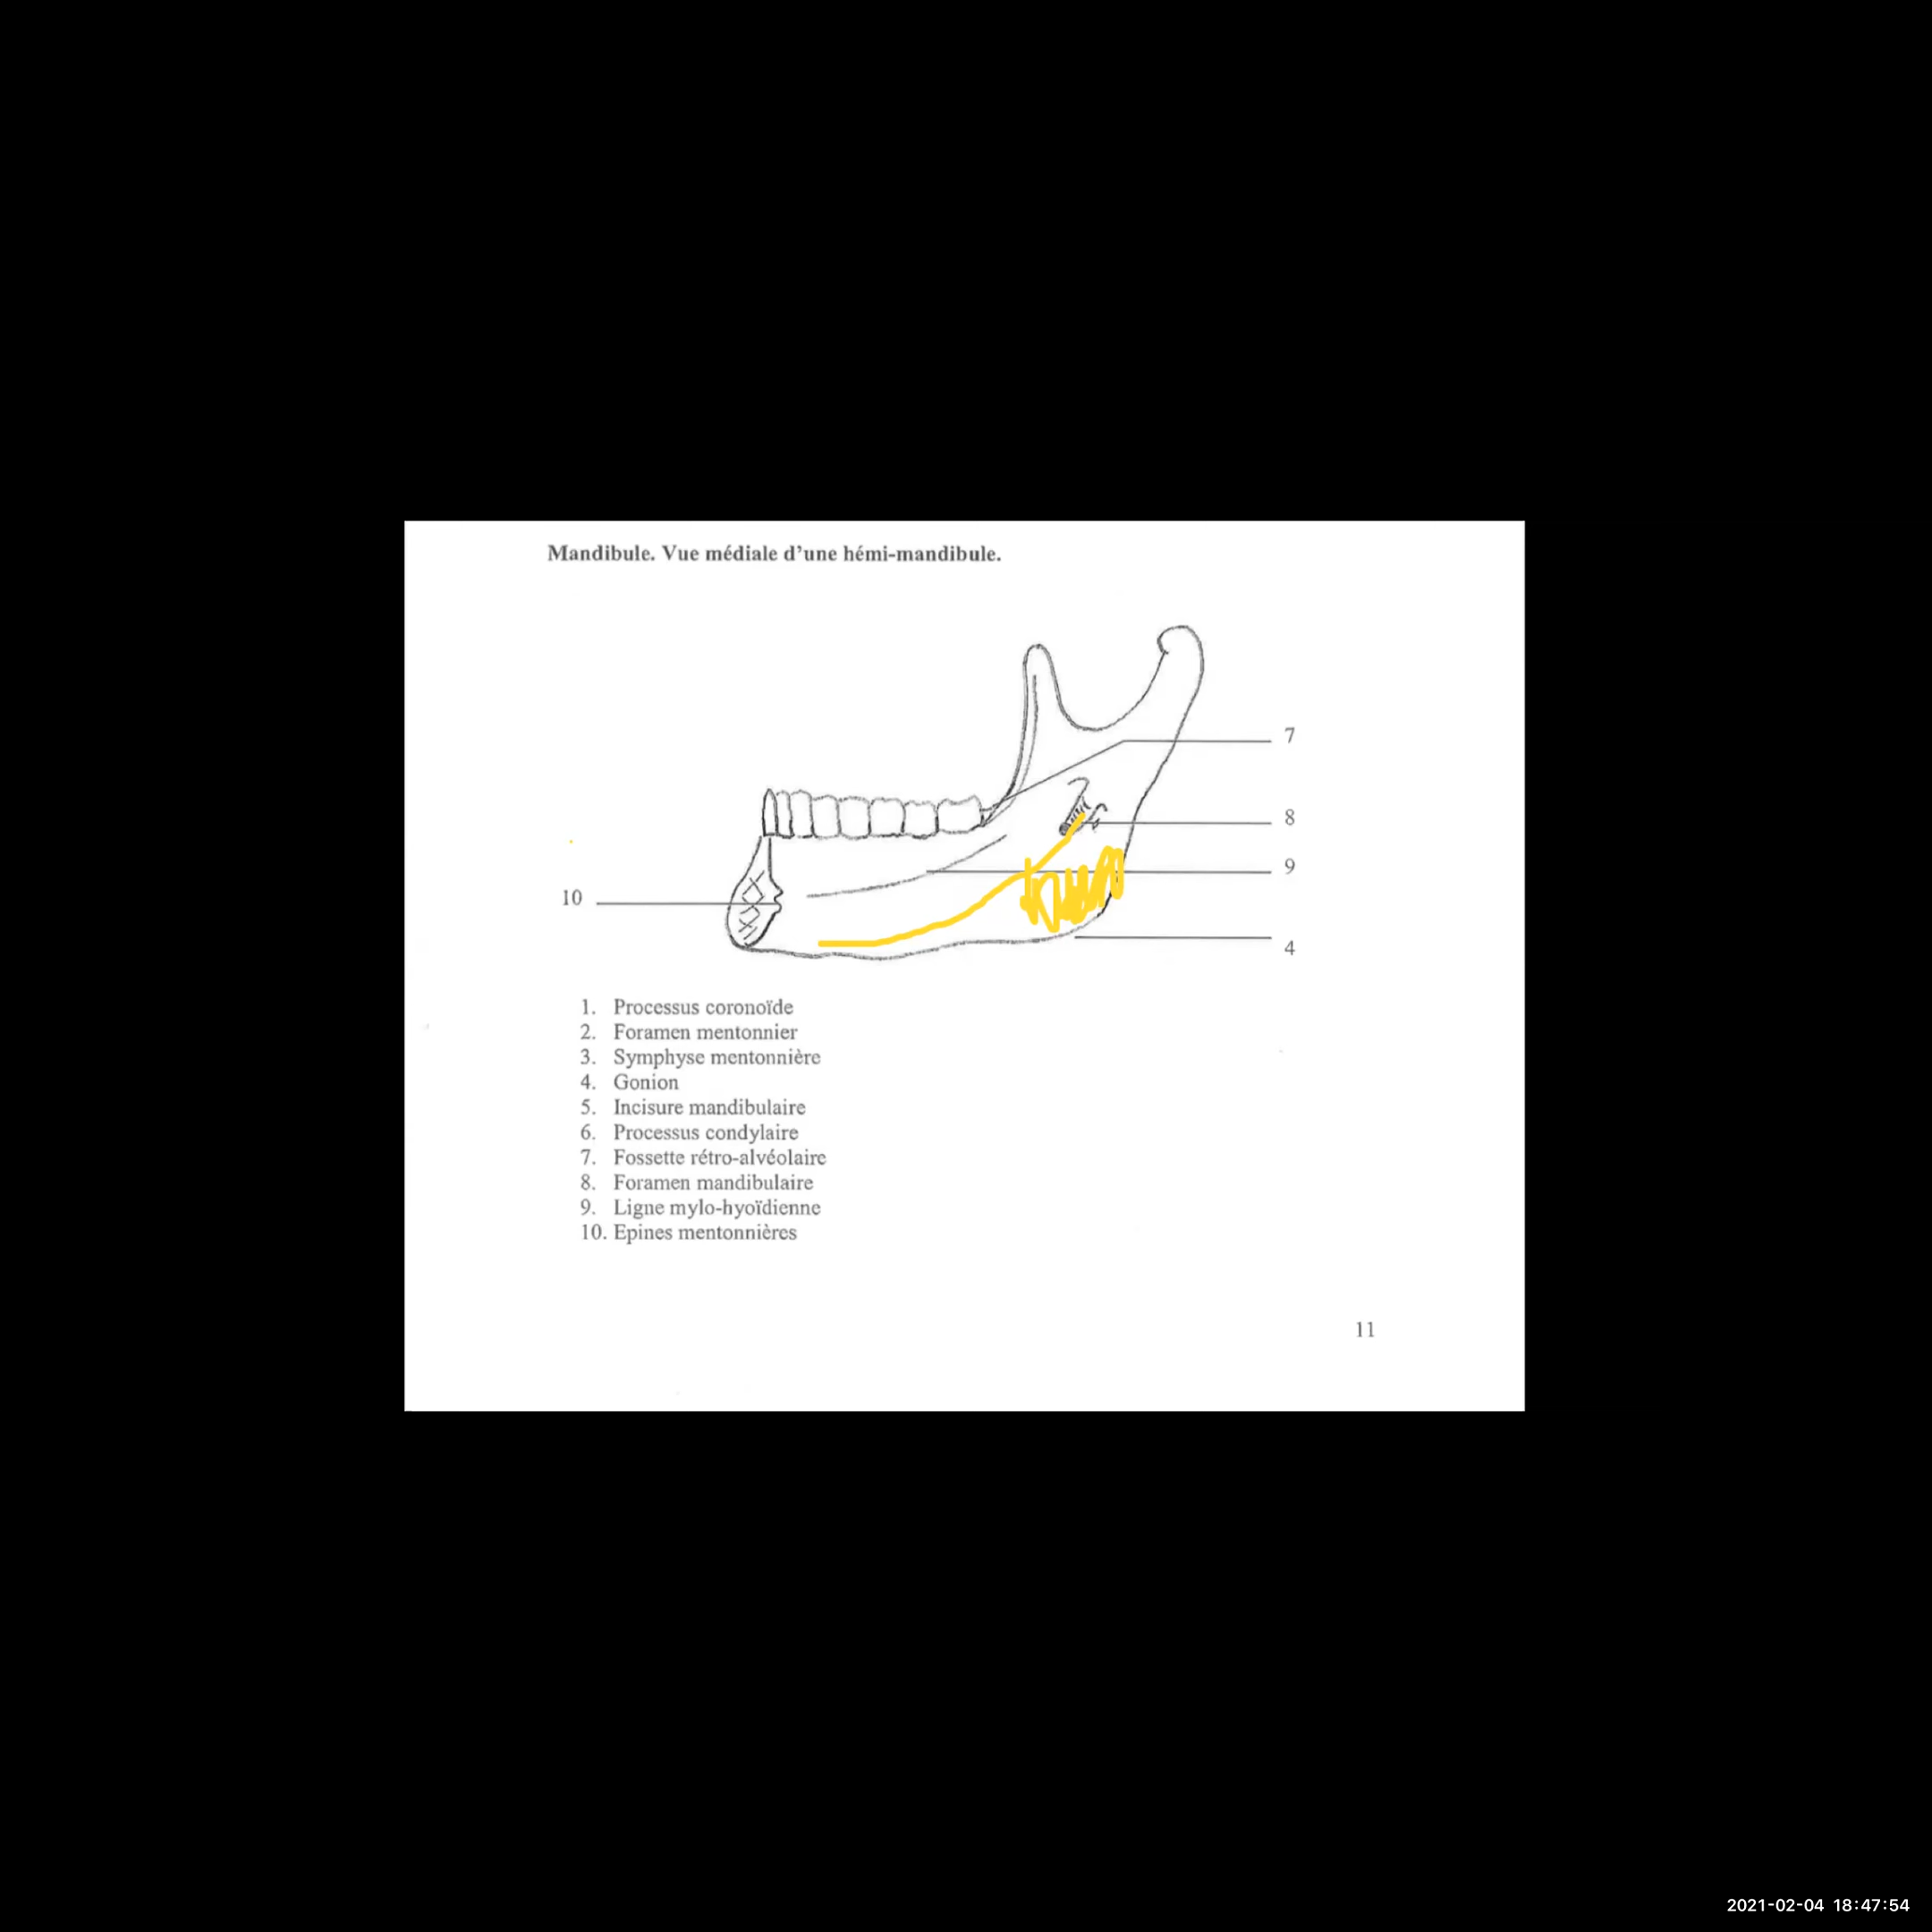 Mandibule. Vue médiale d'une hémi-mandibule.
7
8
9
10
4
1. Processus coronoïde
2. Foramen mentonnier
3. Symphyse mentonnière
4. Gonion
5. Incisure mandibulaire
6. Processus condylaire
7. Fossette rétro-alvéolaire
8. Foramen mandibulaire
9. Ligne mylo-hyoïdienne
10. Epines mentonnières
11
2021-02-04 18:47:54